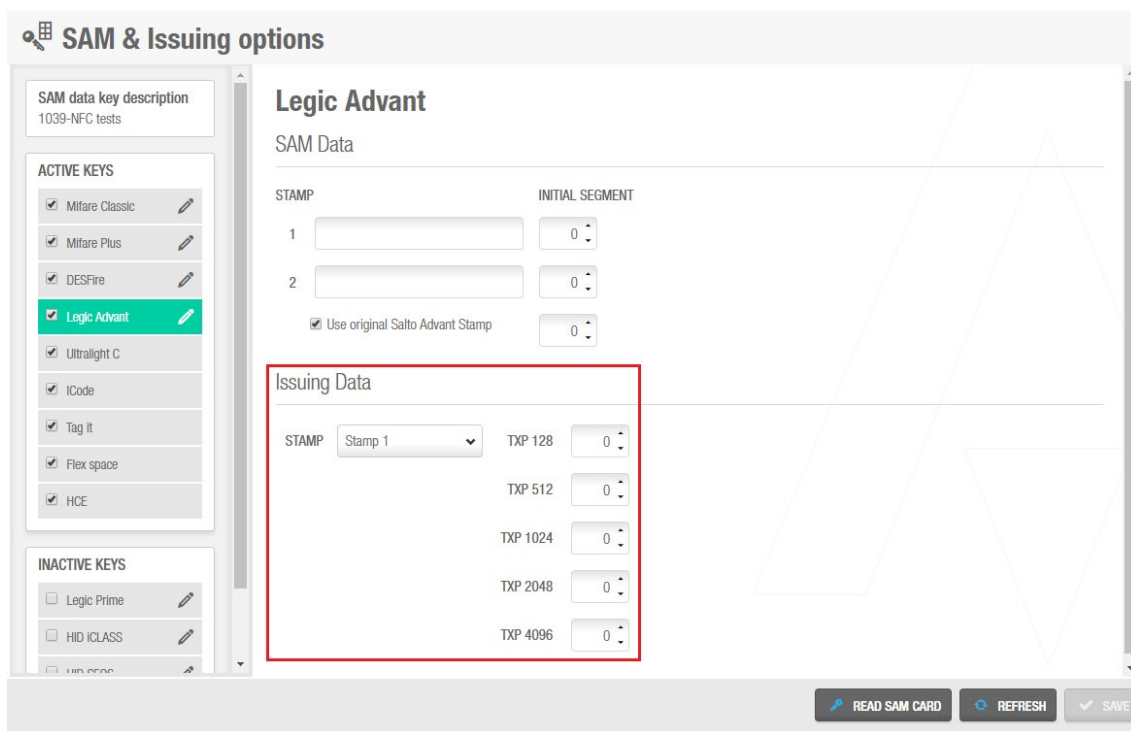 SAM & Issuing options
SAM data key description
1039-NFC tests
ACTIVE KEYS
Mifare Classic
Mifare Plus
DESFire
Legic Advant
Ultralight C
ICode
Tag it
Flex space
HCE
INACTIVE KEYS
Legic Prime
HID iCLASS
HID SEOS
Legic Advant
SAM Data
STAMP INITIAL SEGMENT
1 0
2 0
Use original Salto Advant Stamp 0
Issuing Data
STAMP Stamp 1 TXP 128 0
TXP 512 0
TXP 1024 0
TXP 2048 0
TXP 4096 0
READ SAM CARD REFRESH SAVE